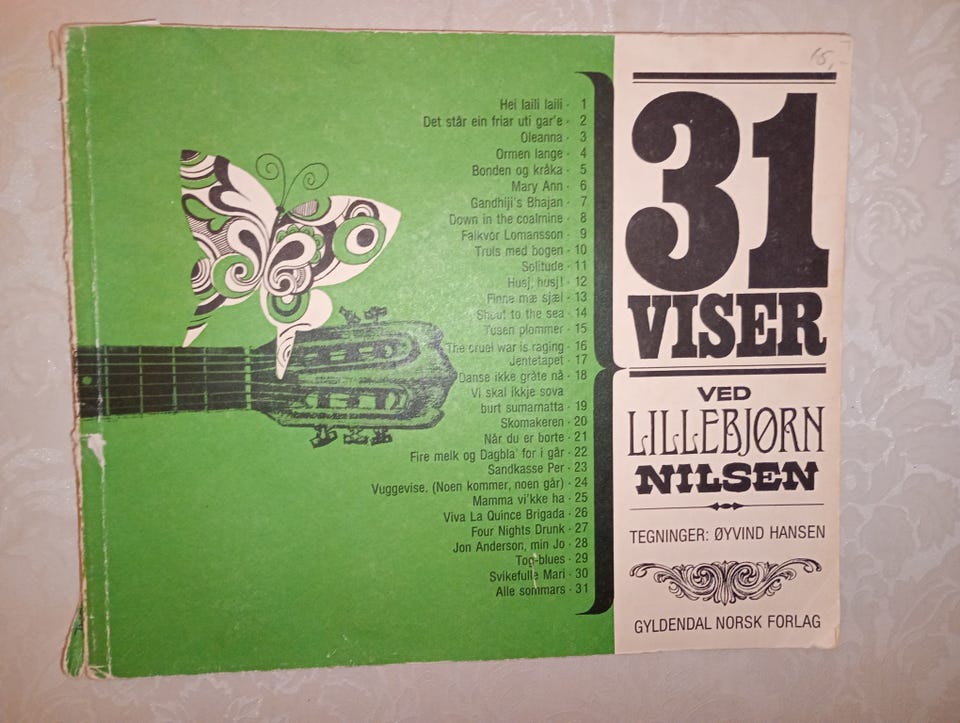 Hei laili laili · 1
Det står ein friar uti gar'e · 2
Oleanna · 3
Ormen lange · 4
Bonden og kråka · 5
Mary Ann · 6
Gandhiji's Bhajan · 7
Down in the coalmine · 8
Falkvor Lomansson · 9
Truls med bogen · 10
Solitude · 11
Husj, husj! · 12
Finne mæ sjæl · 13
Shout to the sea · 14
Tusen plommer · 15
The cruel war is raging · 16
Jentetapet · 17
Danse ikke gråte nå · 18
Vi skal ikkje sova
burt sumarnatta · 19
Skomakeren · 20
Når du er borte · 21
Fire melk og Dagbla' for i går · 22
Sandkasse Per · 23
Vuggevise. (Noen kommer, noen går) · 24
Mamma vi'kke ha · 25
Viva La Quince Brigada · 26
Four Nights Drunk · 27
Jon Anderson, min Jo · 28
Tog-blues · 29
Svikefulle Mari · 30
Alle sommars · 31
15,-
31
VISER
VED
LILLEBJØRN
NILSEN
TEGNINGER: ØYVIND HANSEN
GYLDENDAL NORSK FORLAG